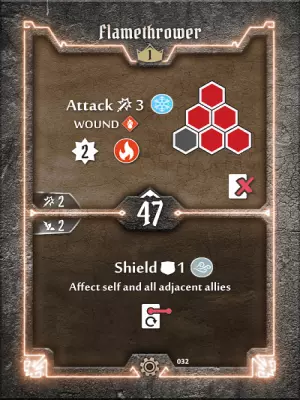 Flamethrower
1
Attack 3
WOUND
2
2
47
2
Shield 1
Affect self and all adjacent allies
032